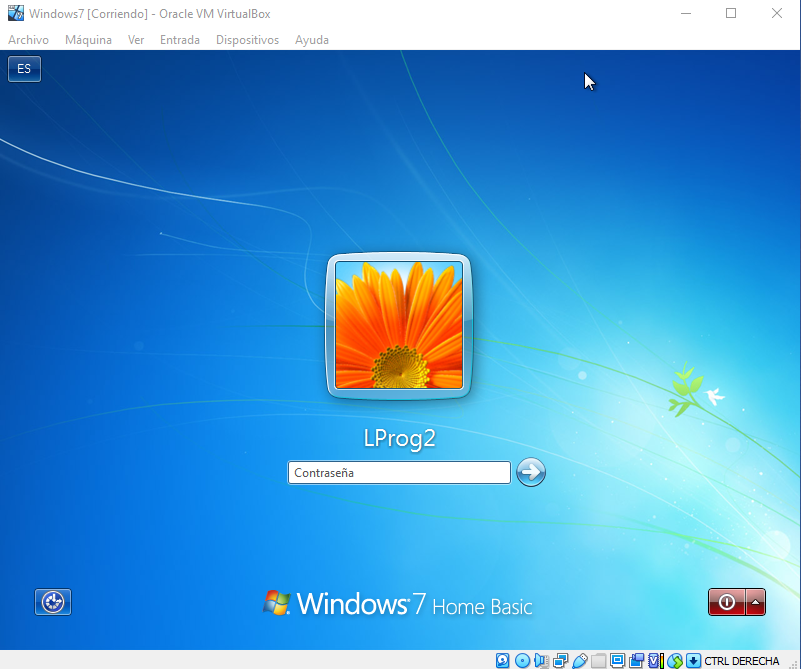 Windows7 [Corriendo] - Oracle VM VirtualBox
Archivo Máquina Ver Entrada Dispositivos Ayuda
ES
LProg2
Contraseña
Windows 7 Home Basic
CTRL DERECHA